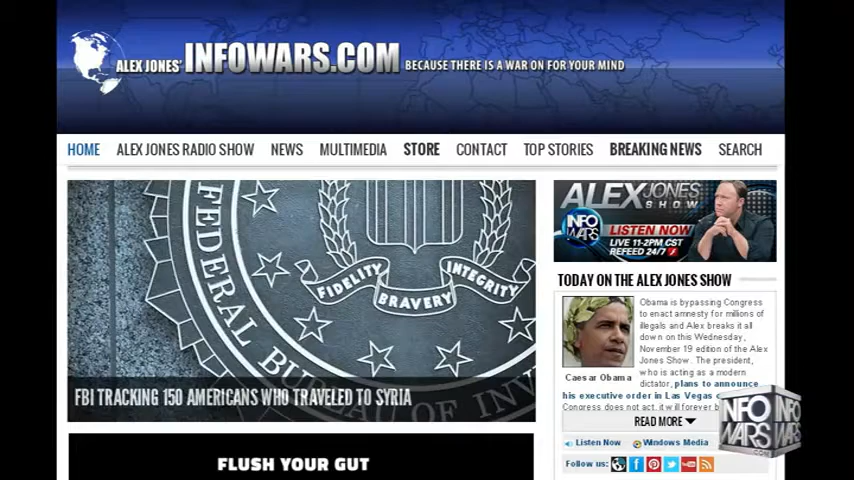 ALEX JONES' INFOWARS.COM BECAUSE THERE IS A WAR ON FOR YOUR MIND
HOME ALEX JONES RADIO SHOW NEWS MULTIMEDIA STORE CONTACT TOP STORIES BREAKING NEWS SEARCH
FEDERAL BUREAU OF INV
FIDELITY BRAVERY INTEGRITY
FBI TRACKING 150 AMERICANS WHO TRAVELED TO SYRIA
FLUSH YOUR GUT
ALEX JONES
SHOW
INFO
WARS
LISTEN NOW
LIVE 11-2PM CST
REFEED 24/7
TODAY ON THE ALEX JONES SHOW
Obama is bypassing Congress
to enact amnesty for millions of
illegals and Alex breaks it all
down on this Wednesday,
November 19 edition of the Alex
Jones Show. The president,
who is acting as a modern
dictator, plans to announce
Caesar Obama
his executive order in Las Vegas
Congress does not act, it will forever
READ MORE
Listen Now Windows Media
Follow us:
INFO
WARS
.COM
INFO
WARS